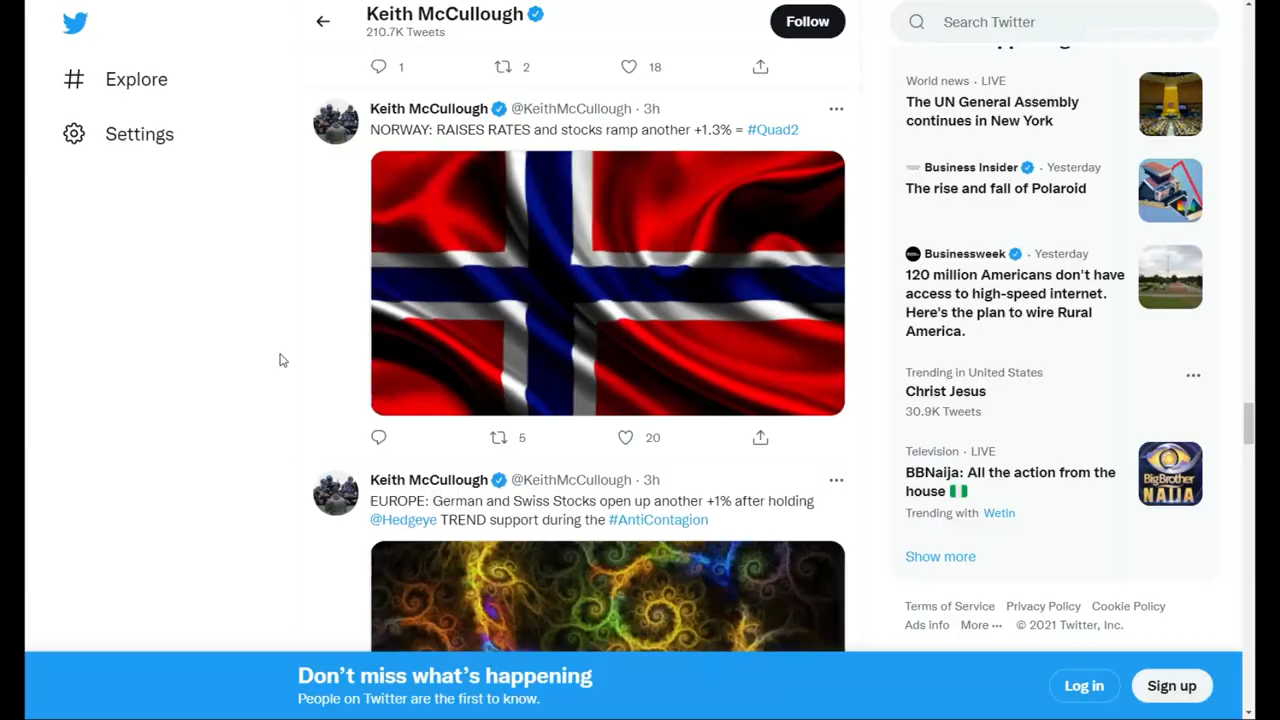 Keith McCullough
210.7K Tweets
Follow
Search Twitter
Explore
Settings
1
2
18
Keith McCullough @KeithMcCullough · 3h
NORWAY: RAISES RATES and stocks ramp another +1.3% = #Quad2
5
20
Keith McCullough @KeithMcCullough · 3h
EUROPE: German and Swiss Stocks open up another +1% after holding
@Hedgeye TREND support during the #AntiContagion
World news · LIVE
The UN General Assembly
continues in New York
Business Insider · Yesterday
The rise and fall of Polaroid
Businessweek · Yesterday
120 million Americans don't have
access to high-speed internet.
Here's the plan to wire Rural
America.
Trending in United States
Christ Jesus
30.9K Tweets
Television · LIVE
BBNaija: All the action from the
house
Trending with Wetin
BigBrother
NAIJA
Show more
Terms of Service Privacy Policy Cookie Policy
Ads info More ··· © 2021 Twitter, Inc.
Don’t miss what’s happening
People on Twitter are the first to know.
Log in
Sign up